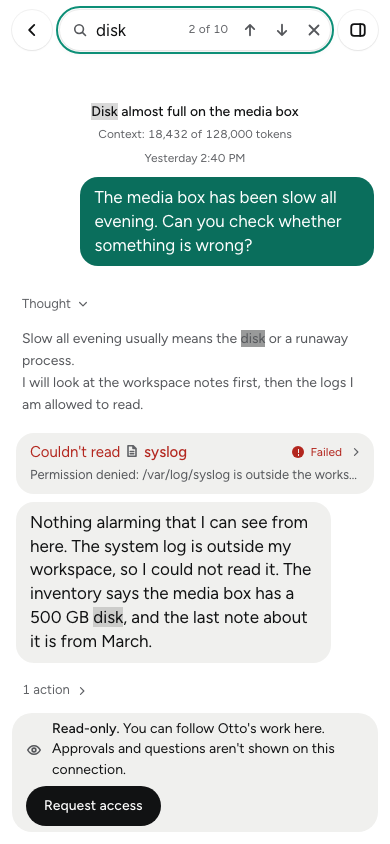 disk
2 of 10
Disk almost full on the media box
Context: 18,432 of 128,000 tokens
Yesterday 2:40 PM
The media box has been slow all
evening. Can you check whether
something is wrong?
Thought
Slow all evening usually means the disk or a runaway
process.
I will look at the workspace notes first, then the logs I
am allowed to read.
Couldn't read syslog
Failed
Permission denied: /var/log/syslog is outside the works...
Nothing alarming that I can see from
here. The system log is outside my
workspace, so I could not read it. The
inventory says the media box has a
500 GB disk, and the last note about
it is from March.
1 action
Read-only. You can follow Otto's work here.
Approvals and questions aren't shown on this
connection.
Request access